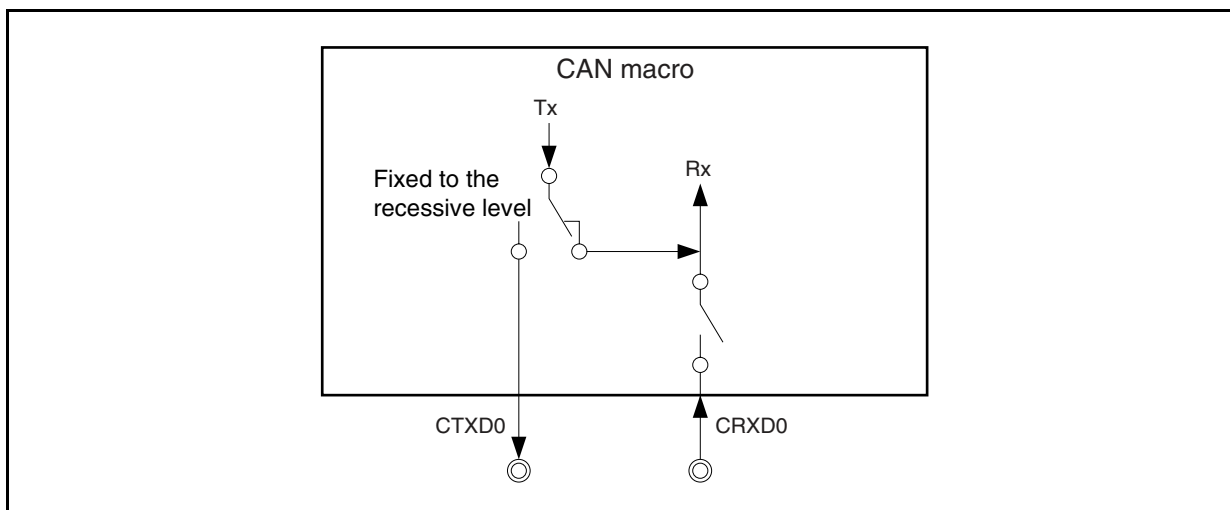 CAN macro
Tx
Rx
Fixed to the
recessive level
CTXD0
CRXD0